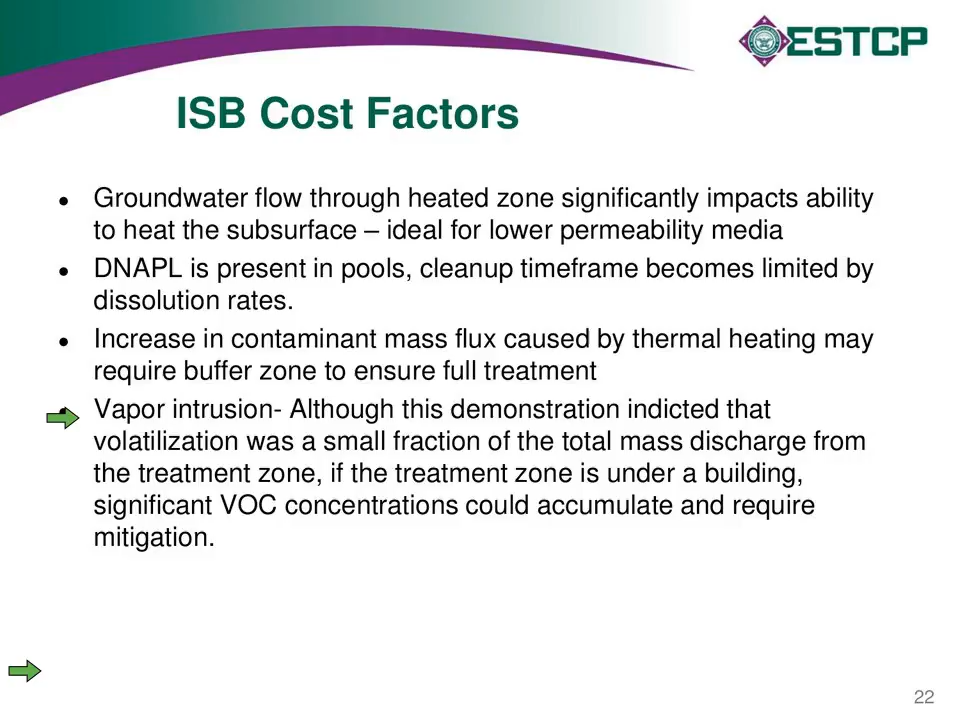 ESTCP
ISB Cost Factors
● Groundwater flow through heated zone significantly impacts ability
to heat the subsurface – ideal for lower permeability media
● DNAPL is present in pools, cleanup timeframe becomes limited by
dissolution rates.
● Increase in contaminant mass flux caused by thermal heating may
require buffer zone to ensure full treatment
● Vapor intrusion- Although this demonstration indicted that
volatilization was a small fraction of the total mass discharge from
the treatment zone, if the treatment zone is under a building,
significant VOC concentrations could accumulate and require
mitigation.
22